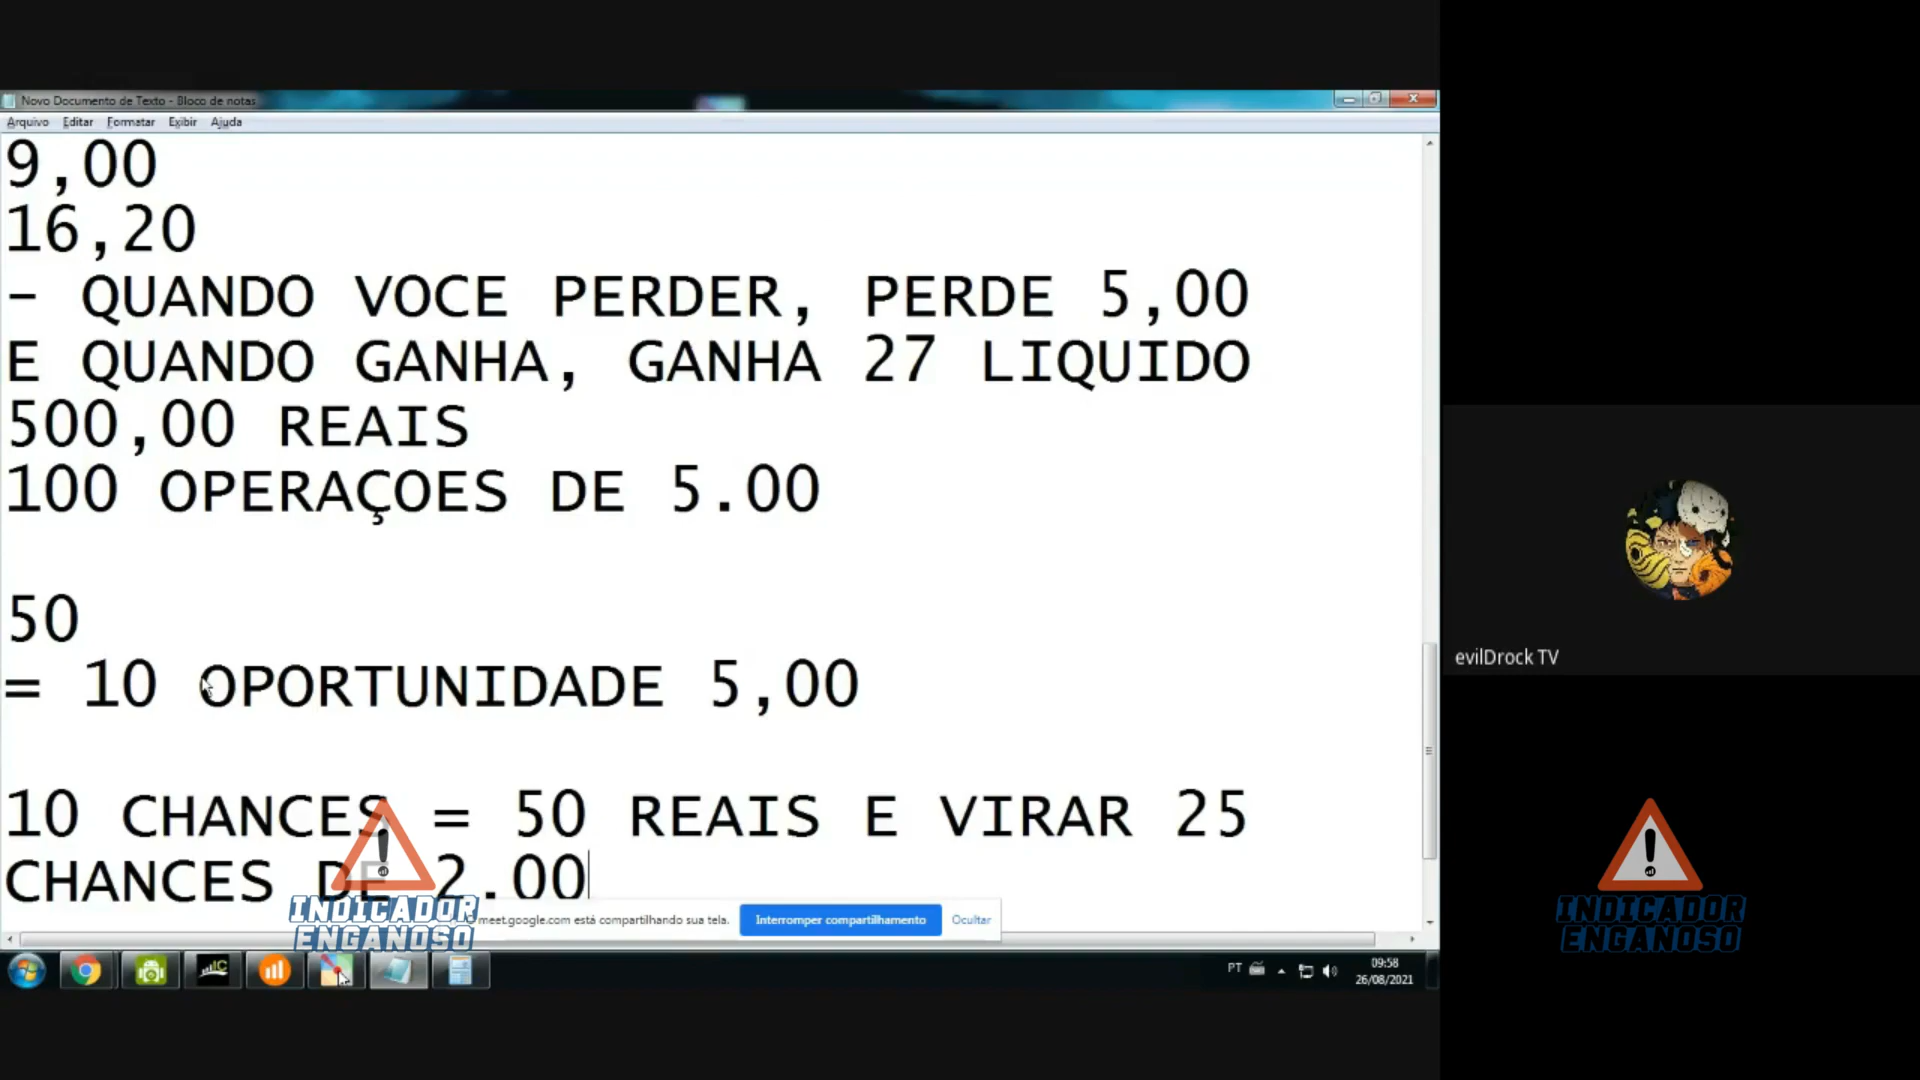 Novo Documento de Texto - Bloco de notas
Arquivo Editar Formatar Exibir Ajuda
9,00
16,20
- QUANDO VOCE PERDER, PERDE 5,00
E QUANDO GANHA, GANHA 27 LIQUIDO
500,00 REAIS
100 OPERAÇOES DE 5.00
50
= 10 OPORTUNIDADE 5,00
10 CHANCES = 50 REAIS E VIRAR 25
CHANCES DE 2.00
INDICADOR
ENGANOSO
meet.google.com está compartilhando sua tela.
Interromper compartilhamento
Ocultar
IC
PT
09:58
26/08/2021
evilDrock TV
INDICADOR
ENGANOSO